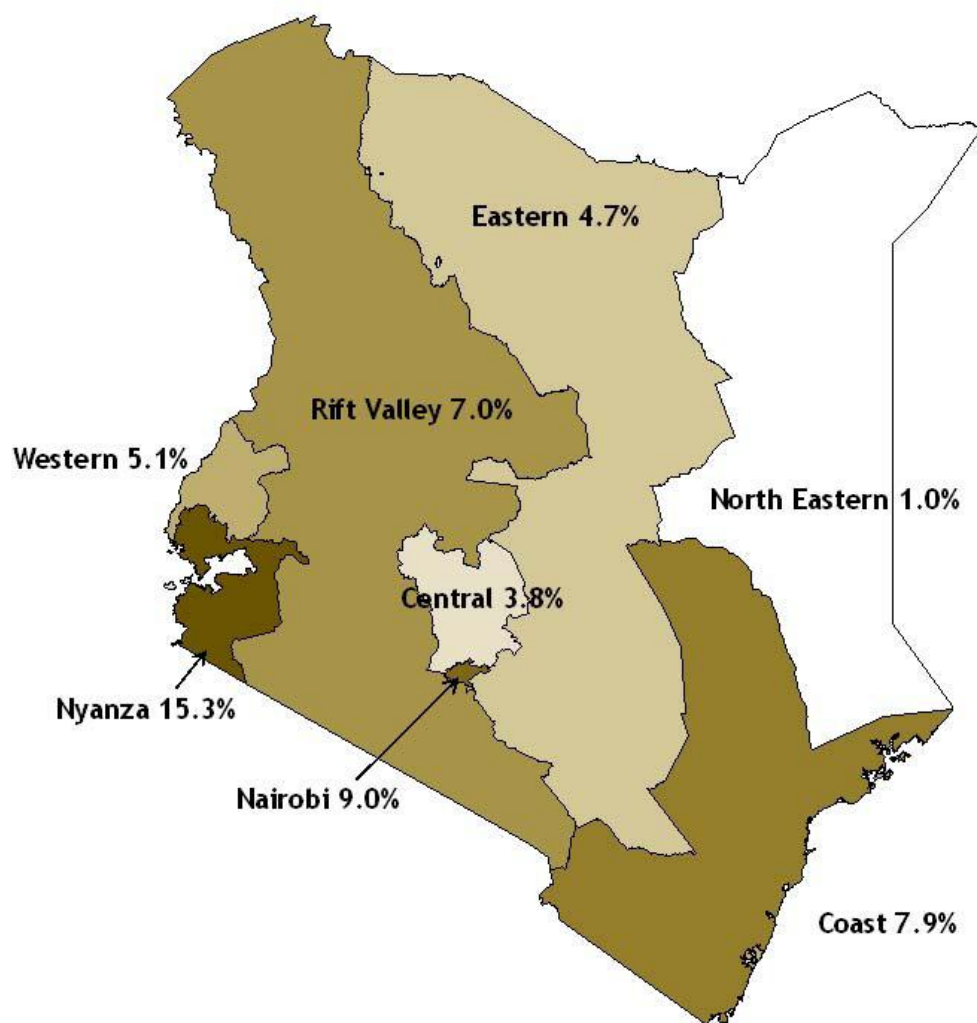 Eastern 4.7%
Rift Valley 7.0%
Western 5.1%
North Eastern 1.0%
Central 3.8%
Nyanza 15.3%
Nairobi 9.0%
Coast 7.9%